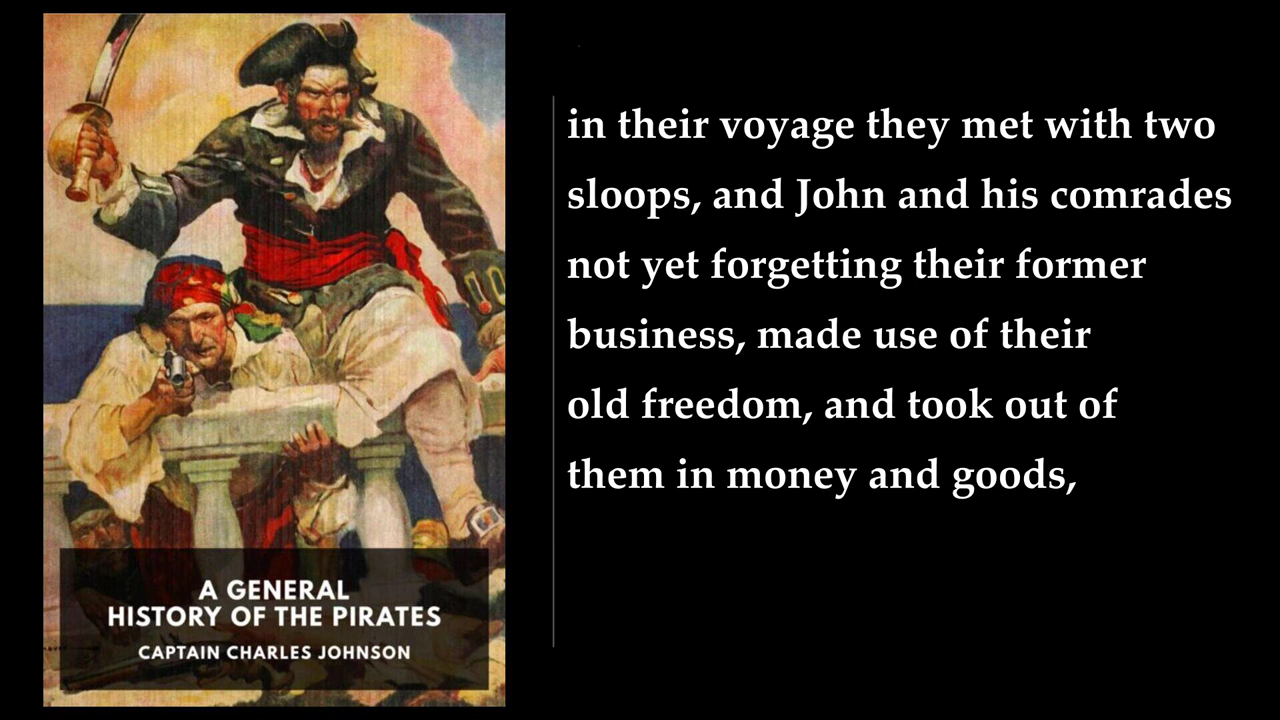 A GENERAL
HISTORY OF THE PIRATES
CAPTAIN CHARLES JOHNSON
in their voyage they met with two
sloops, and John and his comrades
not yet forgetting their former
business, made use of their
old freedom, and took out of
them in money and goods,